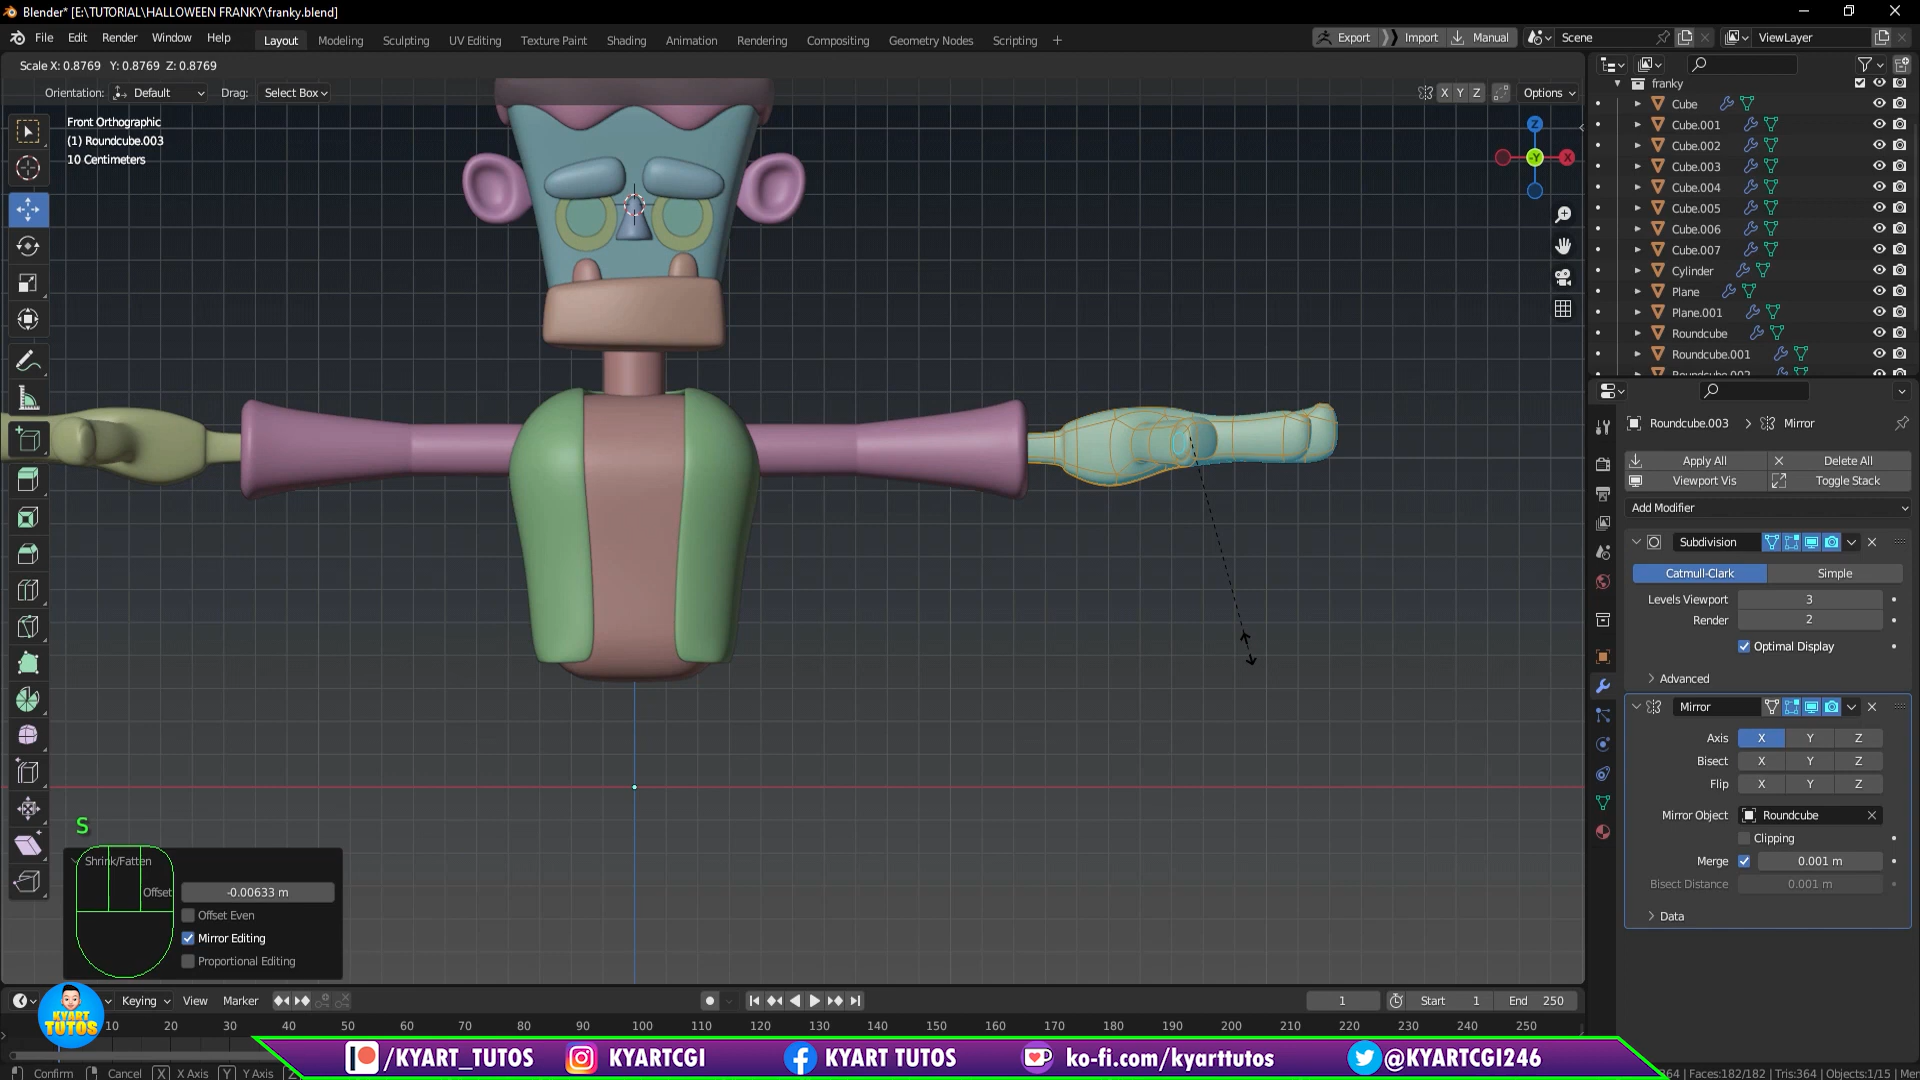 Blender* [E:\TUTORIAL\HALLOWEEN FRANKY\franky.blend]
File Edit Render Window Help
Layout Modeling Sculpting UV Editing Texture Paint Shading Animation Rendering Compositing Geometry Nodes Scripting +
Export Import Manual Scene ViewLayer
Scale X: 0.8769 Y: 0.8769 Z: 0.8769
Orientation: Default Drag: Select Box
X Y Z Options
Front Orthographic
(1) Roundcube.003
10 Centimeters
Z
-Y X
franky
Cube
Cube.001
Cube.002
Cube.003
Cube.004
Cube.005
Cube.006
Cube.007
Cylinder
Plane
Plane.001
Roundcube
Roundcube.001
Roundcube.003 > Mirror
Apply All Delete All
Viewport Vis Toggle Stack
Add Modifier
Subdivision
Catmull-Clark Simple
Levels Viewport 3
Render 2
Optimal Display
Advanced
Mirror
Axis X Y Z
Bisect X Y Z
Flip X Y Z
Mirror Object Roundcube
Clipping
Merge 0.001 m
Bisect Distance 0.001 m
Data
S
Shrink/Fatten
Offset -0.00633 m
Offset Even
Mirror Editing
Proportional Editing
Keying View Marker
1 Start 1 End 250
10 20 30 40 50 60 70 80 90 100 110 120 130 140 150 160 170 180 190 200 210 220 230 240 250
KYART TUTOS
/KYART_TUTOS KYARTCGI KYART TUTOS ko-fi.com/kyarttutos @KYARTCGI246
Confirm Cancel X X Axis Y Y Axis
364 | Faces:182/182 | Tris:364 | Objects:1/15 |